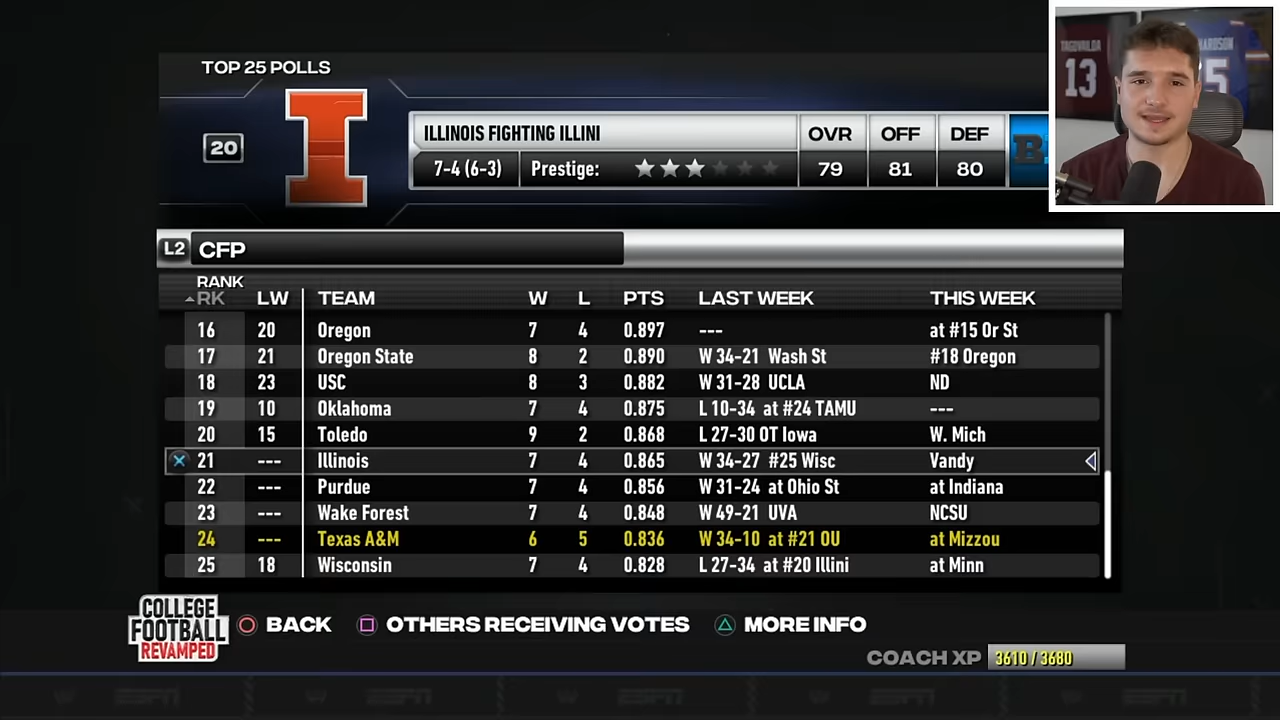 TOP 25 POLLS
20
ILLINOIS FIGHTING ILLINI OVR OFF DEF
7-4 (6-3) Prestige: 79 81 80
13
L2 CFP
RANK
RK LW TEAM W L PTS LAST WEEK THIS WEEK
16 20 Oregon 7 4 0.897 --- at #15 Or St
17 21 Oregon State 8 2 0.890 W 34-21 Wash St #18 Oregon
18 23 USC 8 3 0.882 W 31-28 UCLA ND
19 10 Oklahoma 7 4 0.875 L 10-34 at #24 TAMU ---
20 15 Toledo 9 2 0.868 L 27-30 OT Iowa W. Mich
21 --- Illinois 7 4 0.865 W 34-27 #25 Wisc Vandy
22 --- Purdue 7 4 0.856 W 31-24 at Ohio St at Indiana
23 --- Wake Forest 7 4 0.848 W 49-21 UVA NCSU
24 --- Texas A&M 6 5 0.836 W 34-10 at #21 OU at Mizzou
25 18 Wisconsin 7 4 0.828 L 27-34 at #20 Illini at Minn
COLLEGE
FOOTBALL
REVAMPED
BACK OTHERS RECEIVING VOTES MORE INFO
COACH XP 3610 / 3680